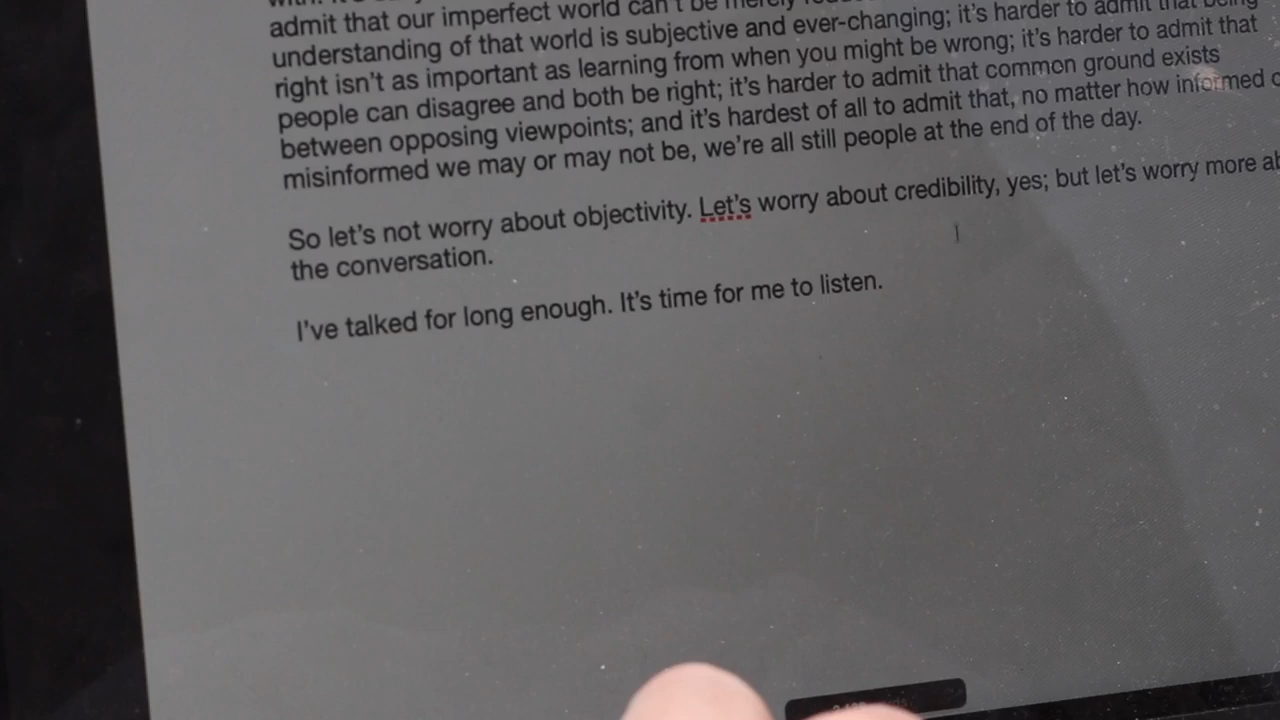 admit that our imperfect world can't be merely
understanding of that world is subjective and ever-changing; it's harder to admit that being
right isn't as important as learning from when you might be wrong; it's harder to admit that
people can disagree and both be right; it's harder to admit that common ground exists
between opposing viewpoints; and it's hardest of all to admit that, no matter how informed
misinformed we may or may not be, we're all still people at the end of the day.
So let's not worry about objectivity. Let's worry about credibility, yes; but let's worry more
the conversation.
I've talked for long enough. It's time for me to listen.